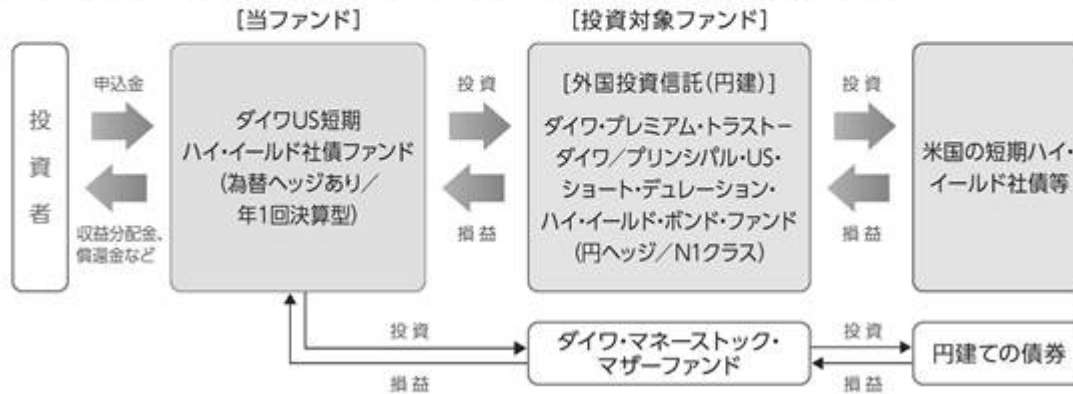 [当ファンド]
[投資対象ファンド]
投資者
申込金
収益分配金、
償還金など
ダイワUS短期
ハイ・イールド社債ファンド
(為替ヘッジあり／
年1回決算型)
投資
損益
[外国投資信託(円建)]
ダイワ・プレミアム・トラスト－
ダイワ／プリンシパル・US・
ショート・デュレーション・
ハイ・イールド・ボンド・ファンド
(円ヘッジ／N1クラス)
投資
損益
米国の短期ハイ・
イールド社債等
投資
損益
ダイワ・マネーストック・
マザーファンド
投資
損益
円建ての債券